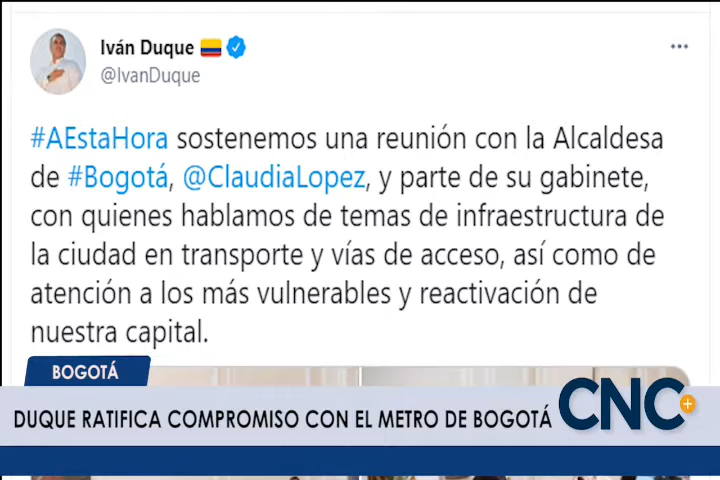 Iván Duque
@IvanDuque
#AEstaHora sostenemos una reunión con la Alcaldesa
de #Bogotá, @ClaudiaLopez, y parte de su gabinete,
con quienes hablamos de temas de infraestructura de
la ciudad en transporte y vías de acceso, así como de
atención a los más vulnerables y reactivación de
nuestra capital.
BOGOTÁ
DUQUE RATIFICA COMPROMISO CON EL METRO DE BOGOTÁ
CNC+